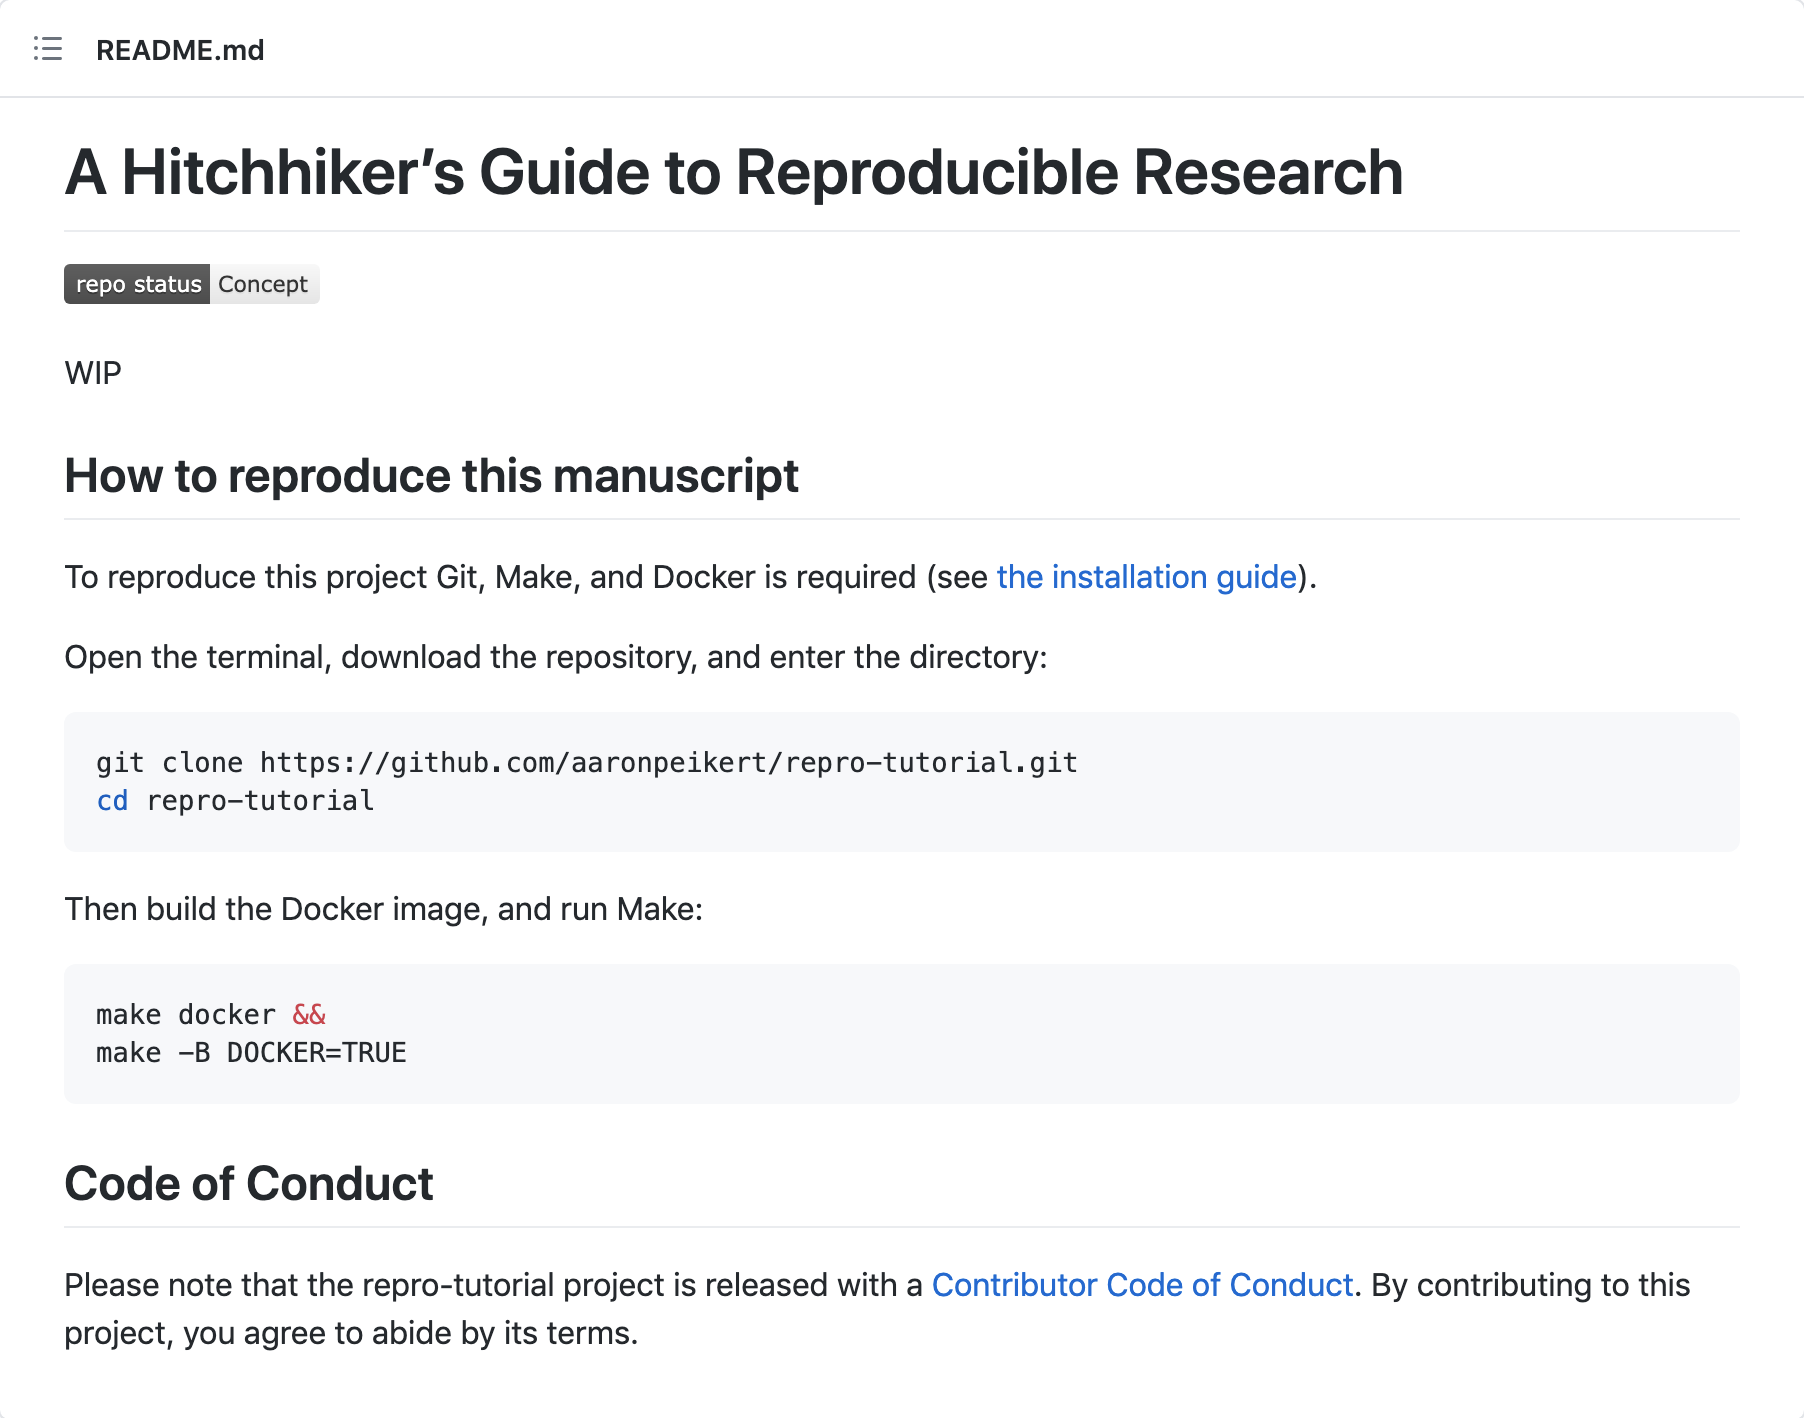 README.md
A Hitchhiker’s Guide to Reproducible Research
repo status Concept
WIP
How to reproduce this manuscript
To reproduce this project Git, Make, and Docker is required (see the installation guide).
Open the terminal, download the repository, and enter the directory:
git clone https://github.com/aaronpeikert/repro-tutorial.git
cd repro-tutorial
Then build the Docker image, and run Make:
make docker &&
make -B DOCKER=TRUE
Code of Conduct
Please note that the repro-tutorial project is released with a Contributor Code of Conduct. By contributing to this
project, you agree to abide by its terms.